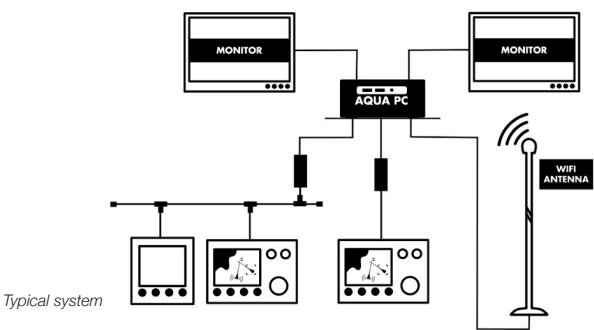 MONITOR
MONITOR
AQUA PC
WIFI
ANTENNA
Typical system